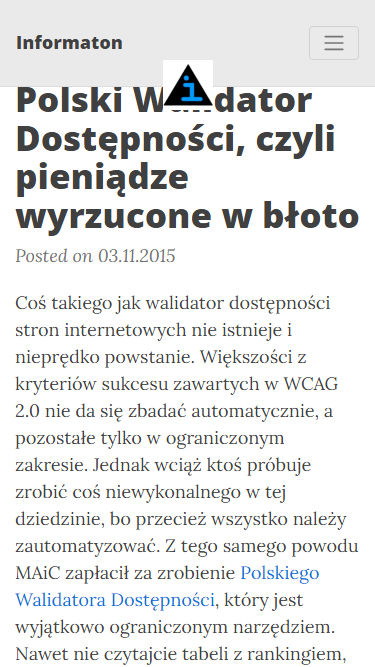 Informaton
Polski Walidator
Dostępności, czyli
pieniądze
wyrzucone w błoto
Posted on 03.11.2015
Coś takiego jak walidator dostępności
stron internetowych nie istnieje i
nieprędko powstanie. Większości z
kryteriów sukcesu zawartych w WCAG
2.0 nie da się zbadać automatycznie, a
pozostałe tylko w ograniczonym
zakresie. Jednak wciąż ktoś próbuje
zrobić coś niewykonalnego w tej
dziedzinie, bo przecież wszystko należy
zautomatyzować. Z tego samego powodu
MAiC zapłacił za zrobienie Polskiego
Walidatora Dostępności, który jest
wyjątkowo ograniczonym narzędziem.
Nawet nie czytajcie tabeli z rankingiem,